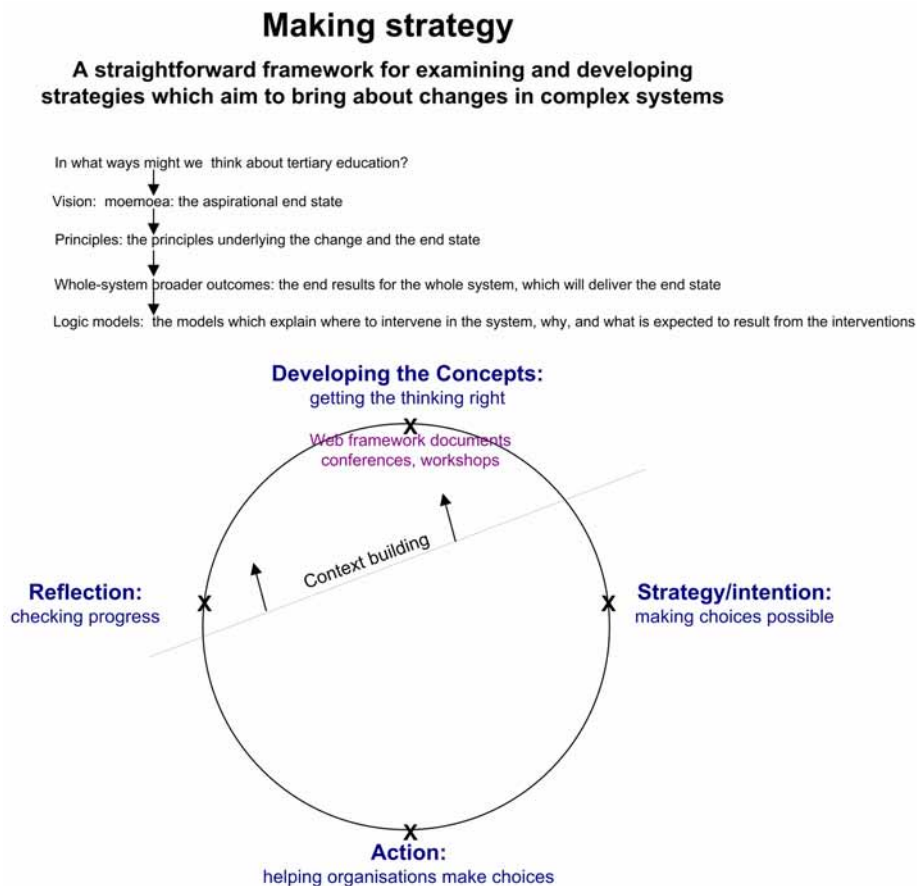 Making strategy
A straightforward framework for examining and developing
strategies which aim to bring about changes in complex systems
In what ways might we think about tertiary education?
Vision: moemoea: the aspirational end state
Principles: the principles underlying the change and the end state
Whole-system broader outcomes: the end results for the whole system, which will deliver the end state
Logic models: the models which explain where to intervene in the system, why, and what is expected to result from the interventions
Developing the Concepts:
getting the thinking right
X
Web framework documents
conferences, workshops
Context building
Reflection:
checking progress
X
X
Strategy/intention:
making choices possible
X
Action:
helping organisations make choices